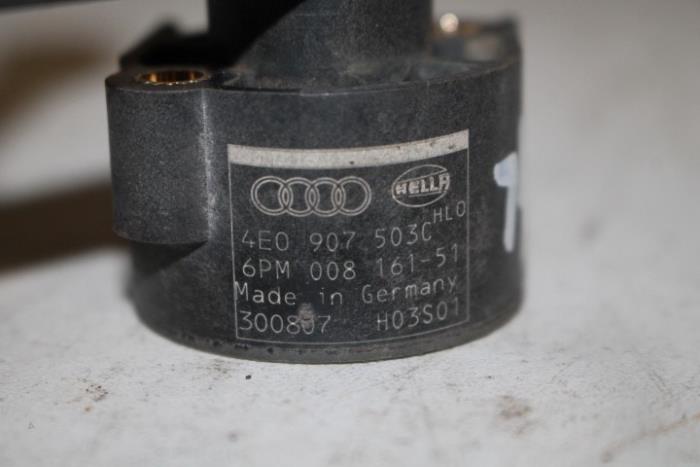 HELLA
4E0 907 503C HLO
6PM 008 161-51
Made in Germany
300807 H03S01